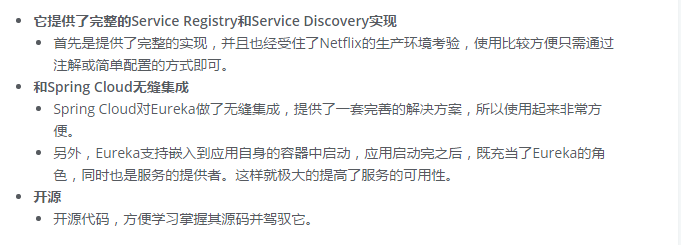 它提供了完整的Service Registry和Service Discovery实现
首先是提供了完整的实现，并且也经受住了Netflix的生产环境考验，使用比较方便只需通过
注解或简单配置的方式即可。
和Spring Cloud无缝集成
Spring Cloud对Eureka做了无缝集成，提供了一套完善的解决方案，所以使用起来非常方
便。
另外，Eureka支持嵌入到应用自身的容器中启动，应用启动完之后，既充当了Eureka的角
色，同时也是服务的提供者。这样就极大的提高了服务的可用性。
开源
开源代码，方便学习掌握其源码并驾驭它。